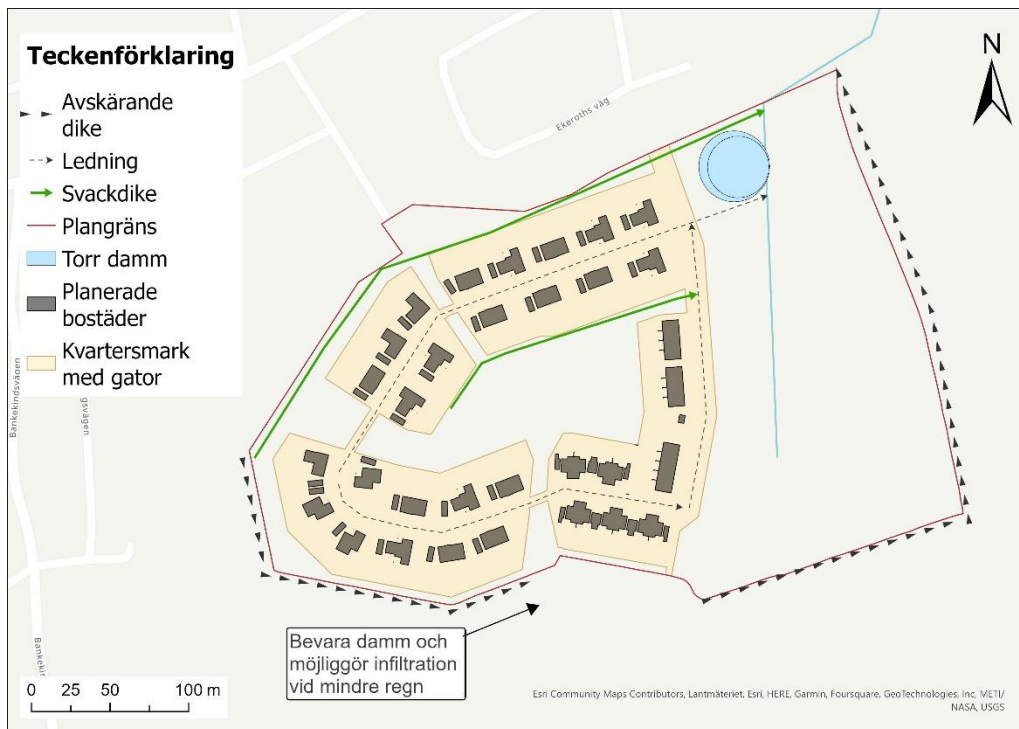 Teckenförklaring
Avskärande
dike
Ledning
Svackdike
Plangräns
Torr damm
Planerade
bostäder
Kvartersmark
med gator
N
Ekeroths väg
Bankekindsvägen
gsvägen
Bankekin
Bevara damm och
möjliggör infiltration
vid mindre regn
0 25 50 100 m
Esri Community Maps Contributors, Lantmäteriet, Esri, HERE, Garmin, Foursquare, GeoTechnologies, Inc, METI/
NASA, USGS